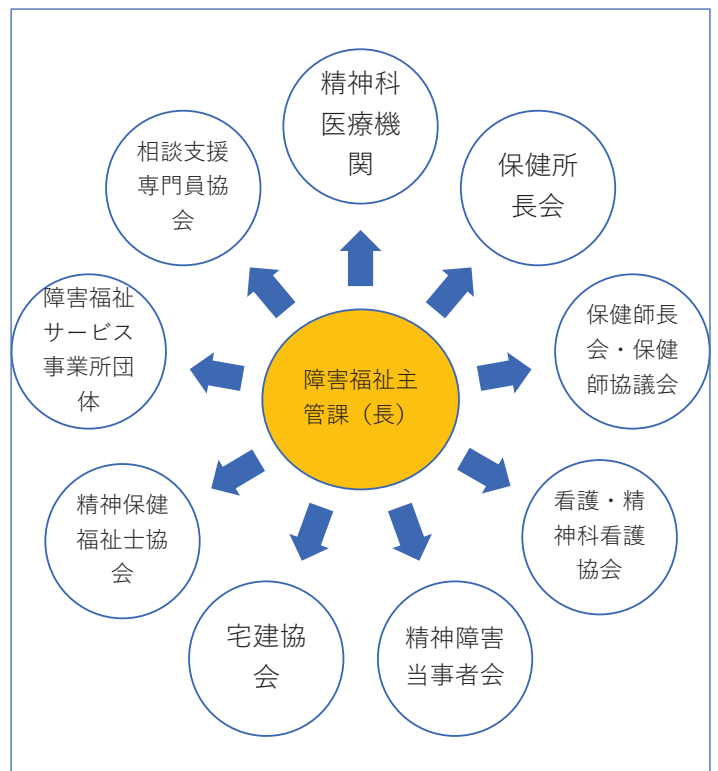 精神科
医療機
関
保健所
長会
保健師長
会・保健
師協議会
看護・精
神科看護
協会
精神障害
当事者会
宅建協
会
精神保健
福祉士協
会
障害福祉
サービス
事業所団
体
相談支援
専門員協
会
障害福祉主
管課（長）